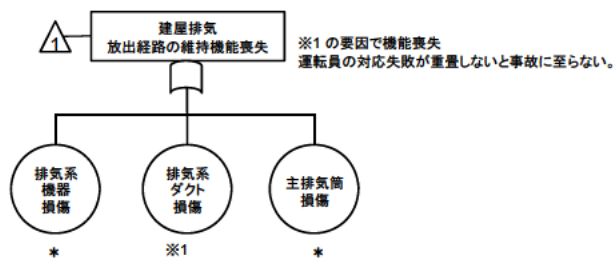 1
建屋排気
放出経路の維持機能喪失
※1 の要因で機能喪失
運転員の対応失敗が重畳しないと事故に至らない。
排気系
機器
損傷
排気系
ダクト
損傷
主排気筒
損傷
*
※1
*